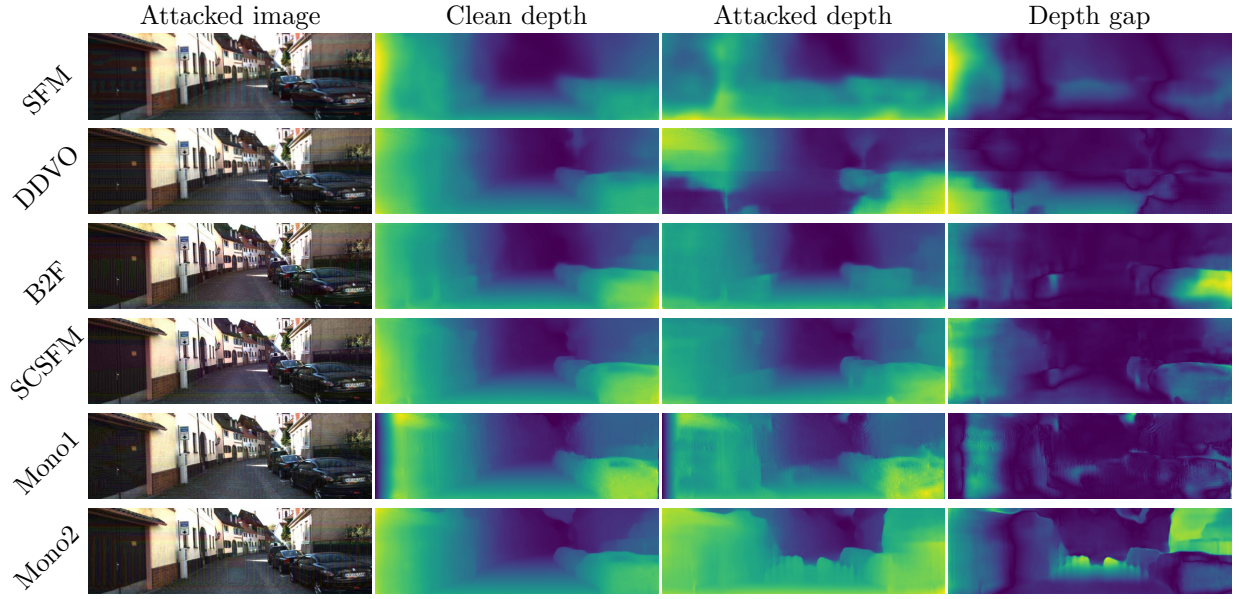 Attacked image Clean depth Attacked depth Depth gap
SFM
DDVO
B2F
SCSFM
Mono1
Mono2